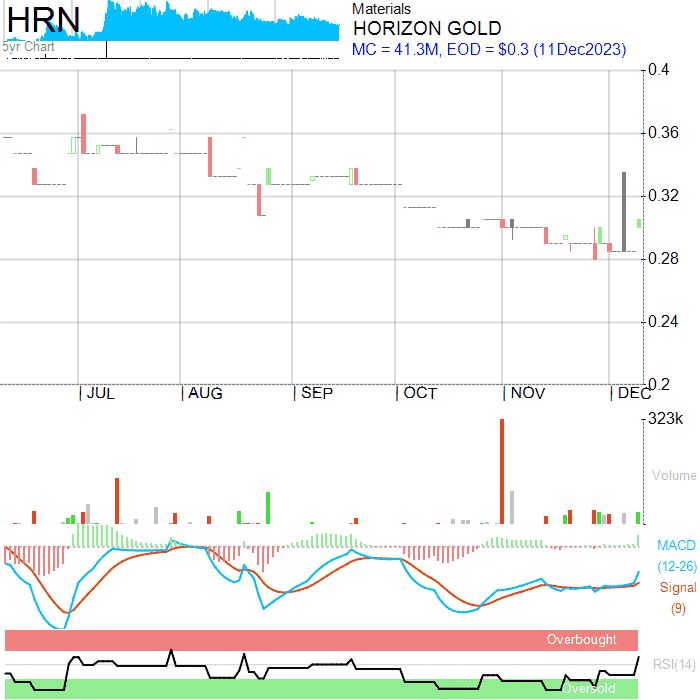 HRN
Materials
HORIZON GOLD
5yr Chart
MC = 41.3M, EOD = $0.3 (11Dec2023)
0.4
0.36
0.32
0.28
0.24
0.2
JUL
AUG
SEP
OCT
NOV
DEC
323k
Volume
MACD
(12-26)
Signal
(9)
Overbought
RSI(14)
Oversold